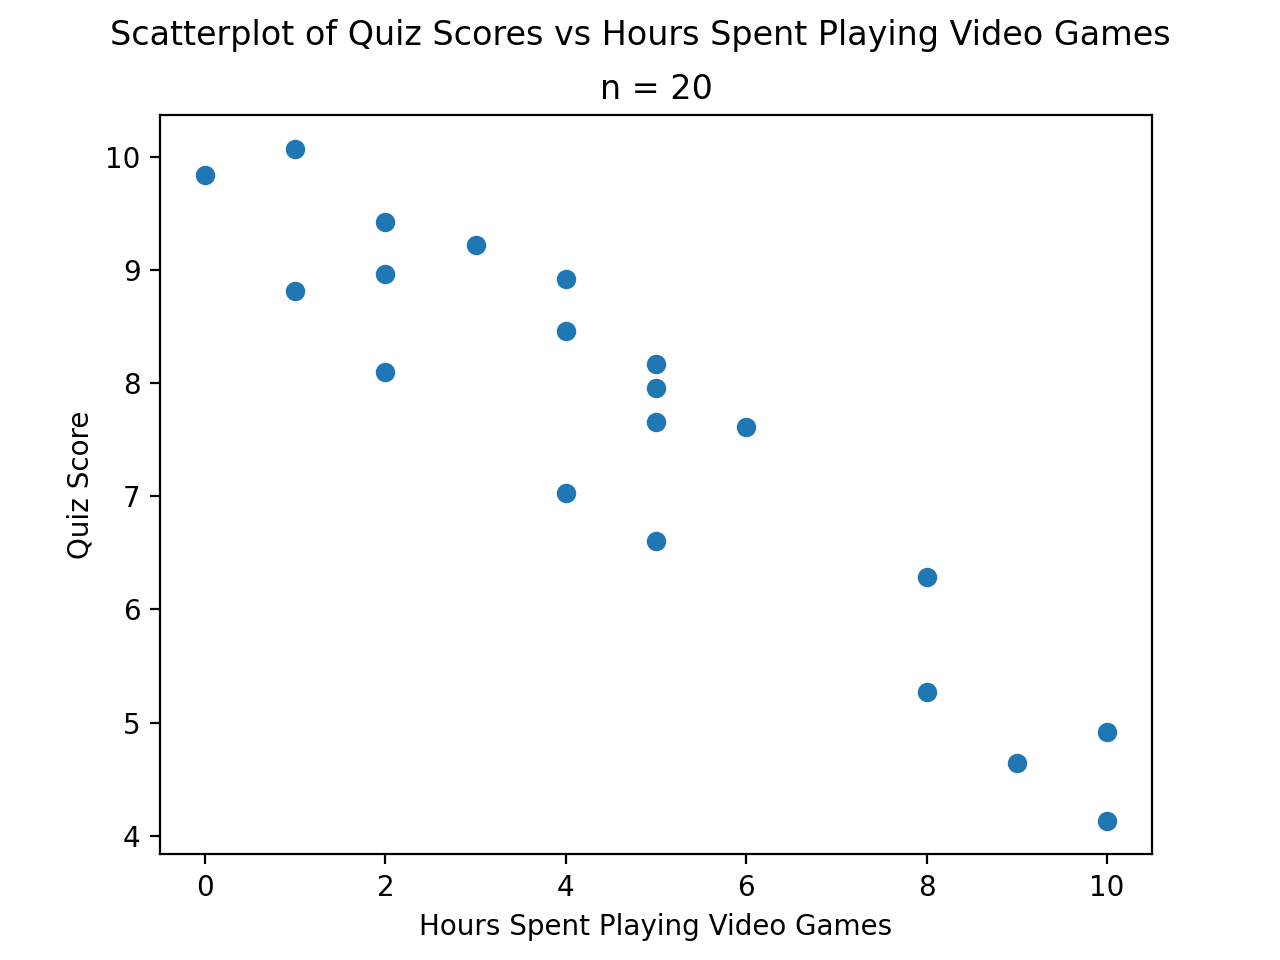 Scatterplot of Quiz Scores vs Hours Spent Playing Video Games
n = 20
10
9
8
7
6
5
4
Quiz Score
0 2 4 6 8 10
Hours Spent Playing Video Games